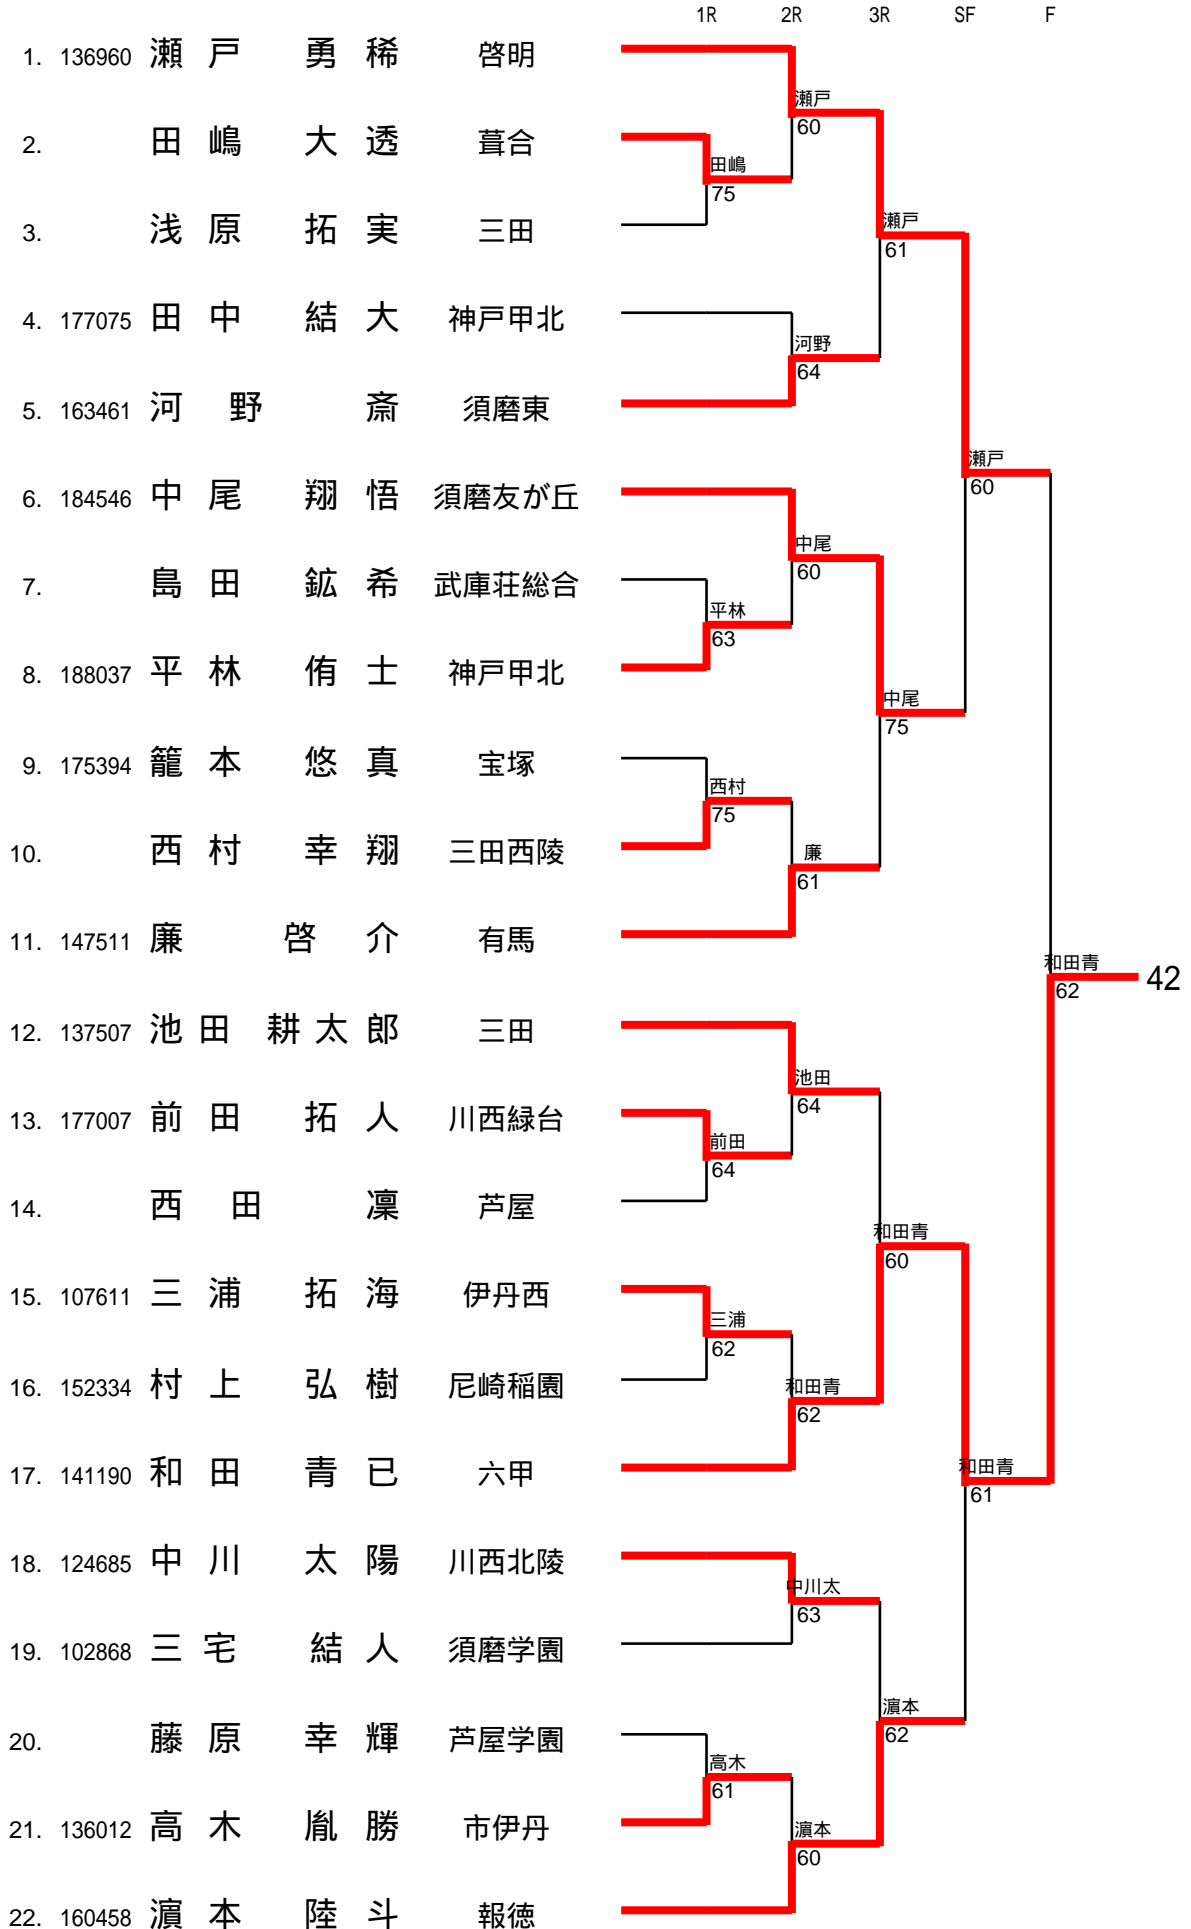 1R 2R 3R SF F
1. 136960 瀬戸 勇稀 啓明
瀬戸
60
2. 田嶋 大透 葺合
田嶋
75
3. 浅原 拓実 三田
瀬戸
61
4. 177075 田中 結大 神戸甲北
河野
64
5. 163461 河野 斎 須磨東
瀬戸
60
6. 184546 中尾 翔悟 須磨友が丘
中尾
60
7. 島田 鉱希 武庫荘総合
平林
63
8. 188037 平林 侑士 神戸甲北
中尾
75
9. 175394 籠本 悠真 宝塚
西村
75
10. 西村 幸翔 三田西陵
廉
61
11. 147511 廉 啓介 有馬
和田青
62
42
12. 137507 池田 耕太郎 三田
池田
64
13. 177007 前田 拓人 川西緑台
前田
64
14. 西田 凜 芦屋
和田青
60
15. 107611 三浦 拓海 伊丹西
三浦
62
16. 152334 村上 弘樹 尼崎稲園
和田青
62
17. 141190 和田 青已 六甲
和田青
61
18. 124685 中川 太陽 川西北陵
中川太
63
19. 102868 三宅 結人 須磨学園
濵本
62
20. 藤原 幸輝 芦屋学園
高木
61
21. 136012 高木 胤勝 市伊丹
濵本
60
22. 160458 濵本 陸斗 報徳